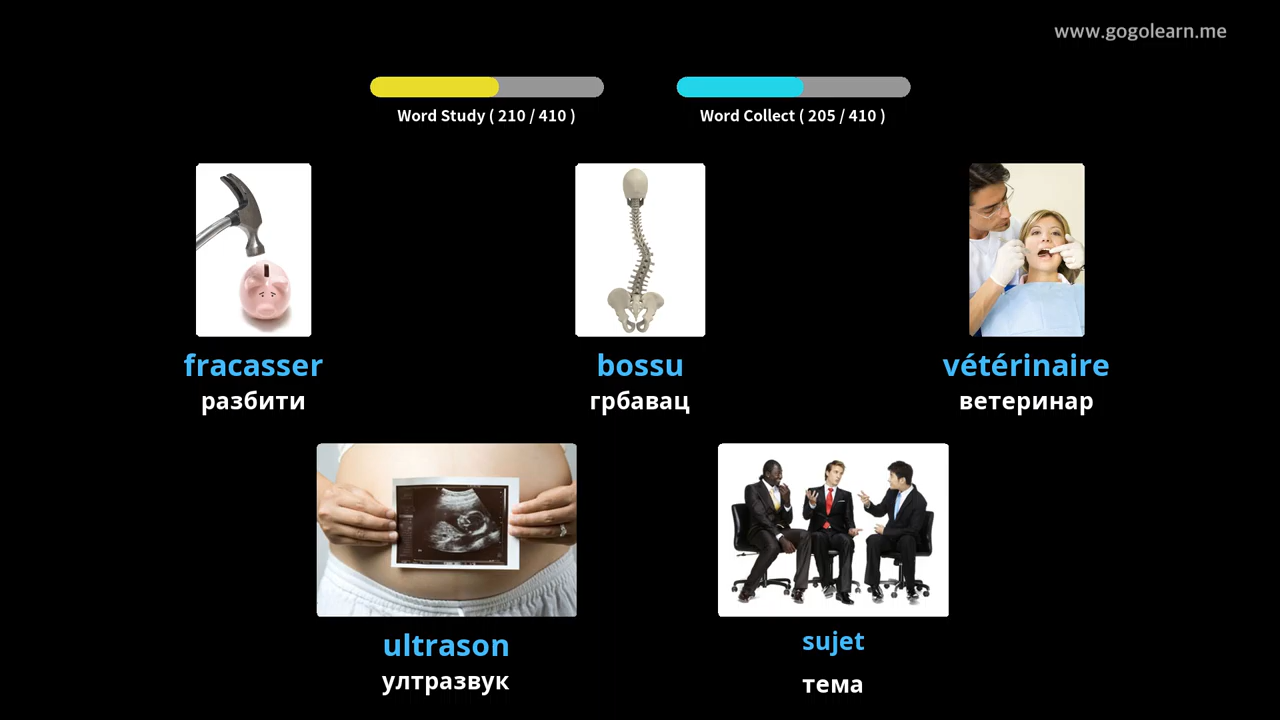 www.gogolearn.me
Word Study ( 210 / 410 )
Word Collect ( 205 / 410 )
fracasser
разбити
bossu
грбавац
vétérinaire
ветеринар
ultrason
ултразвук
sujet
тема